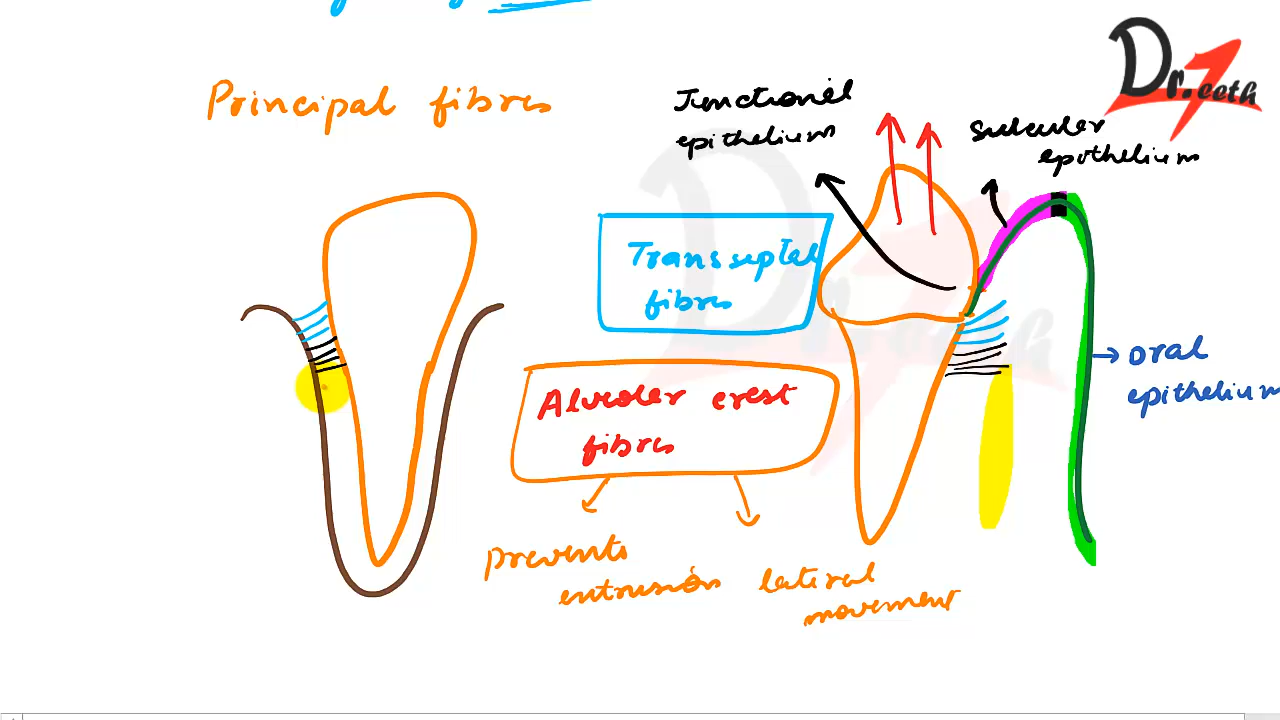 Principal fibres
Junctional
epithelium
sulcular
epithelium
Dr.Teeth
Transseptal
fibres
Alveolar crest
fibres
oral
epithelium
prevents
extrusion
lateral
movement